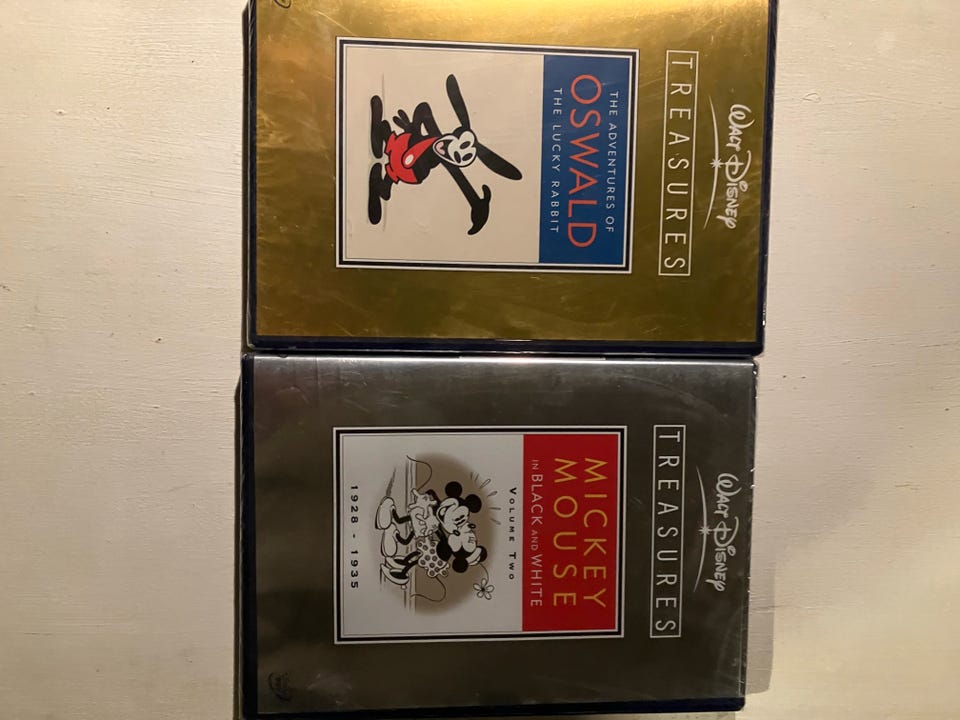 WALT DISNEY
TREASURES
THE ADVENTURES OF
OSWALD
THE LUCKY RABBIT
WALT DISNEY
TREASURES
MICKEY
MOUSE
IN BLACK AND WHITE
VOLUME TWO
1928 - 1935